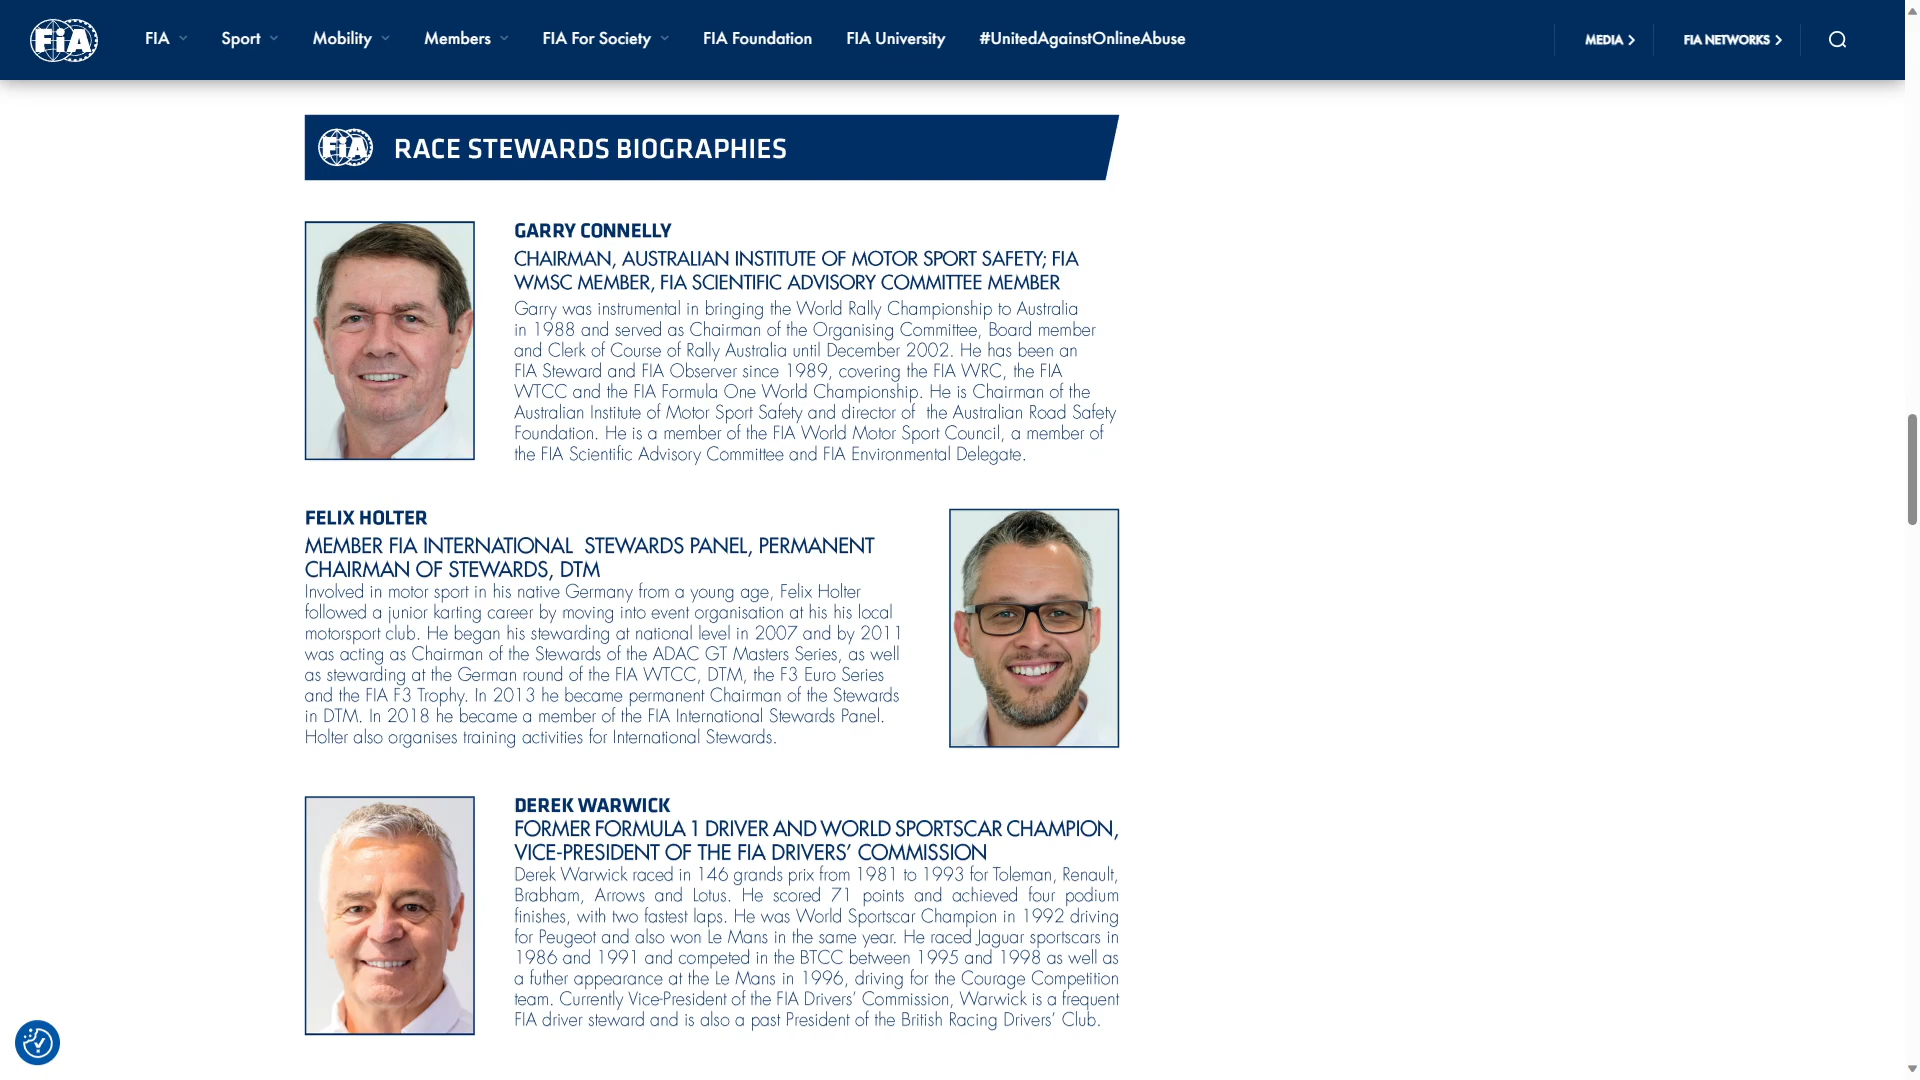 FiA
FIA
Sport
Mobility
Members
FIA For Society
FIA Foundation
FIA University
#UnitedAgainstOnlineAbuse
MEDIA
FIA NETWORKS
FiA
RACE STEWARDS BIOGRAPHIES
GARRY CONNELLY
CHAIRMAN, AUSTRALIAN INSTITUTE OF MOTOR SPORT SAFETY; FIA
WMSC MEMBER, FIA SCIENTIFIC ADVISORY COMMITTEE MEMBER
Garry was instrumental in bringing the World Rally Championship to Australia
in 1988 and served as Chairman of the Organising Committee, Board member
and Clerk of Course of Rally Australia until December 2002. He has been an
FIA Steward and FIA Observer since 1989, covering the FIA WRC, the FIA
WTCC and the FIA Formula One World Championship. He is Chairman of the
Australian Institute of Motor Sport Safety and director of the Australian Road Safety
Foundation. He is a member of the FIA World Motor Sport Council, a member of
the FIA Scientific Advisory Committee and FIA Environmental Delegate.
FELIX HOLTER
MEMBER FIA INTERNATIONAL STEWARDS PANEL, PERMANENT
CHAIRMAN OF STEWARDS, DTM
Involved in motor sport in his native Germany from a young age, Felix Holter
followed a junior karting career by moving into event organisation at his his local
motorsport club. He began his stewarding at national level in 2007 and by 2011
was acting as Chairman of the Stewards of the ADAC GT Masters Series, as well
as stewarding at the German round of the FIA WTCC, DTM, the F3 Euro Series
and the FIA F3 Trophy. In 2013 he became permanent Chairman of the Stewards
in DTM. In 2018 he became a member of the FIA International Stewards Panel.
Holter also organises training activities for International Stewards.
DEREK WARWICK
FORMER FORMULA 1 DRIVER AND WORLD SPORTSCAR CHAMPION,
VICE-PRESIDENT OF THE FIA DRIVERS' COMMISSION
Derek Warwick raced in 146 grands prix from 1981 to 1993 for Toleman, Renault,
Brabham, Arrows and Lotus. He scored 71 points and achieved four podium
finishes, with two fastest laps. He was World Sportscar Champion in 1992 driving
for Peugeot and also won Le Mans in the same year. He raced Jaguar sportscars in
1986 and 1991 and competed in the BTCC between 1995 and 1998 as well as
a futher appearance at the Le Mans in 1996, driving for the Courage Competition
team. Currently Vice-President of the FIA Drivers' Commission, Warwick is a frequent
FIA driver steward and is also a past President of the British Racing Drivers' Club.